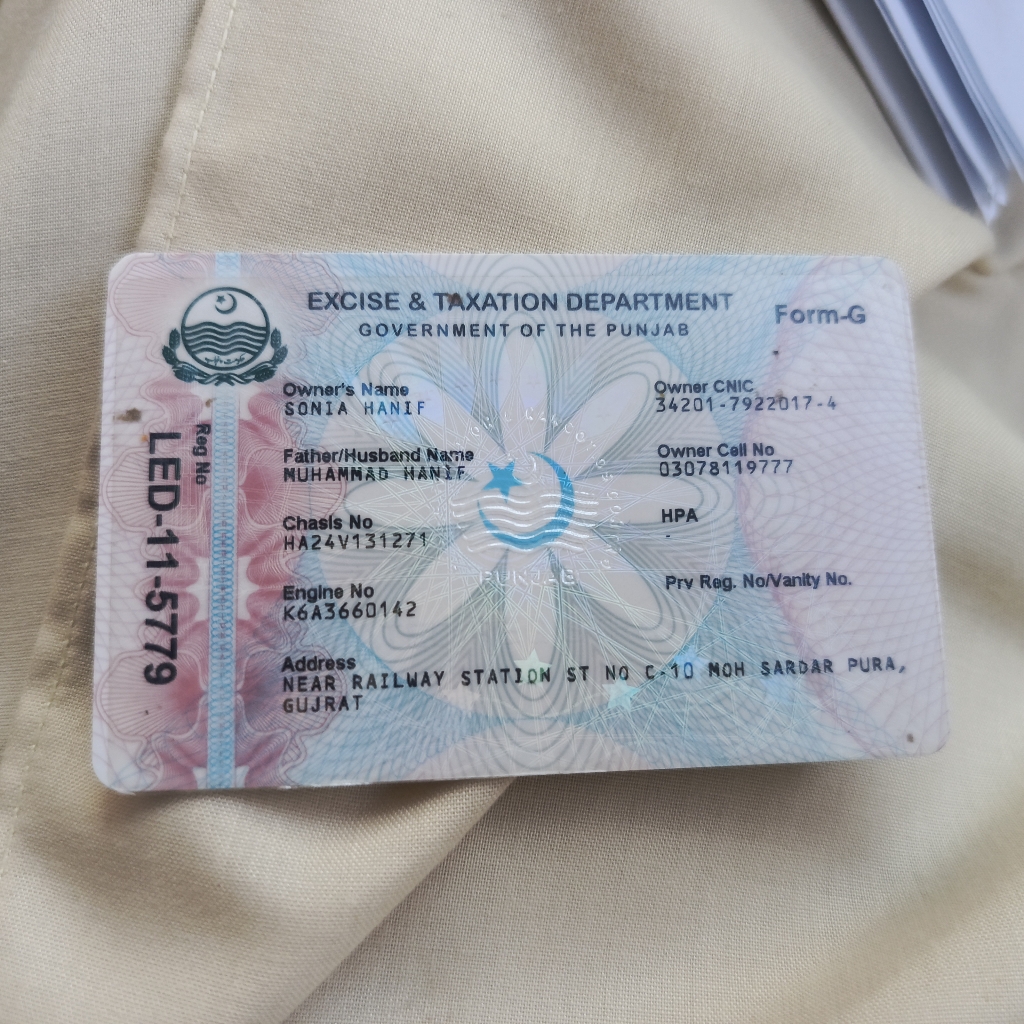 EXCISE & TAXATION DEPARTMENT
GOVERNMENT OF THE PUNJAB
Form-G
Reg No
LED-11-5779
Owner's Name
SONIA HANIF
Owner CNIC
34201-7922017-4
Father/Husband Name
MUHAMMAD HANIF
Owner Cell No
03078119777
Chasis No
HA24V131271
HPA
-
Engine No
K6A3660142
Prv Reg. No/Vanity No.
Address
NEAR RAILWAY STATION ST NO C-10 MOH SARDAR PURA,
GUJRAT
PUNJAB